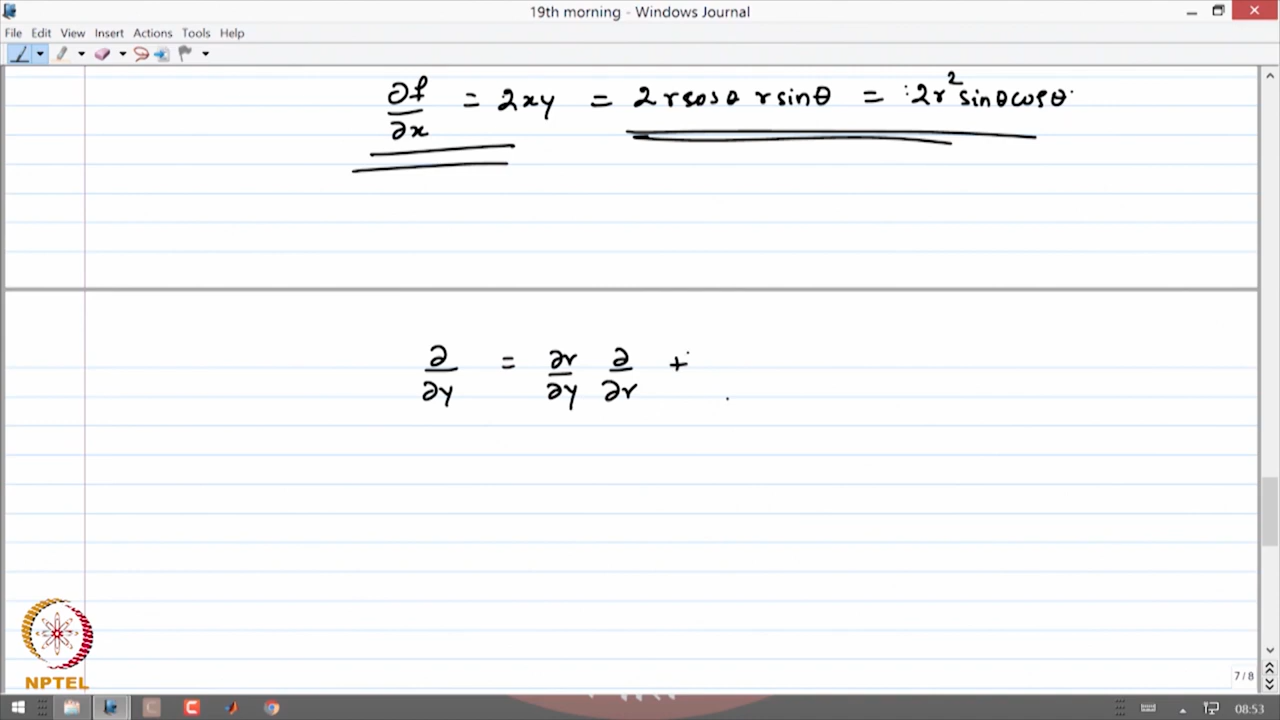 19th morning - Windows Journal
File Edit View Insert Actions Tools Help
∂f/∂x = 2xy = 2 r cosθ r sinθ = 2r² sinθ cosθ
∂/∂y = ∂r/∂y ∂/∂r +
NPTEL
7 / 8
08:53